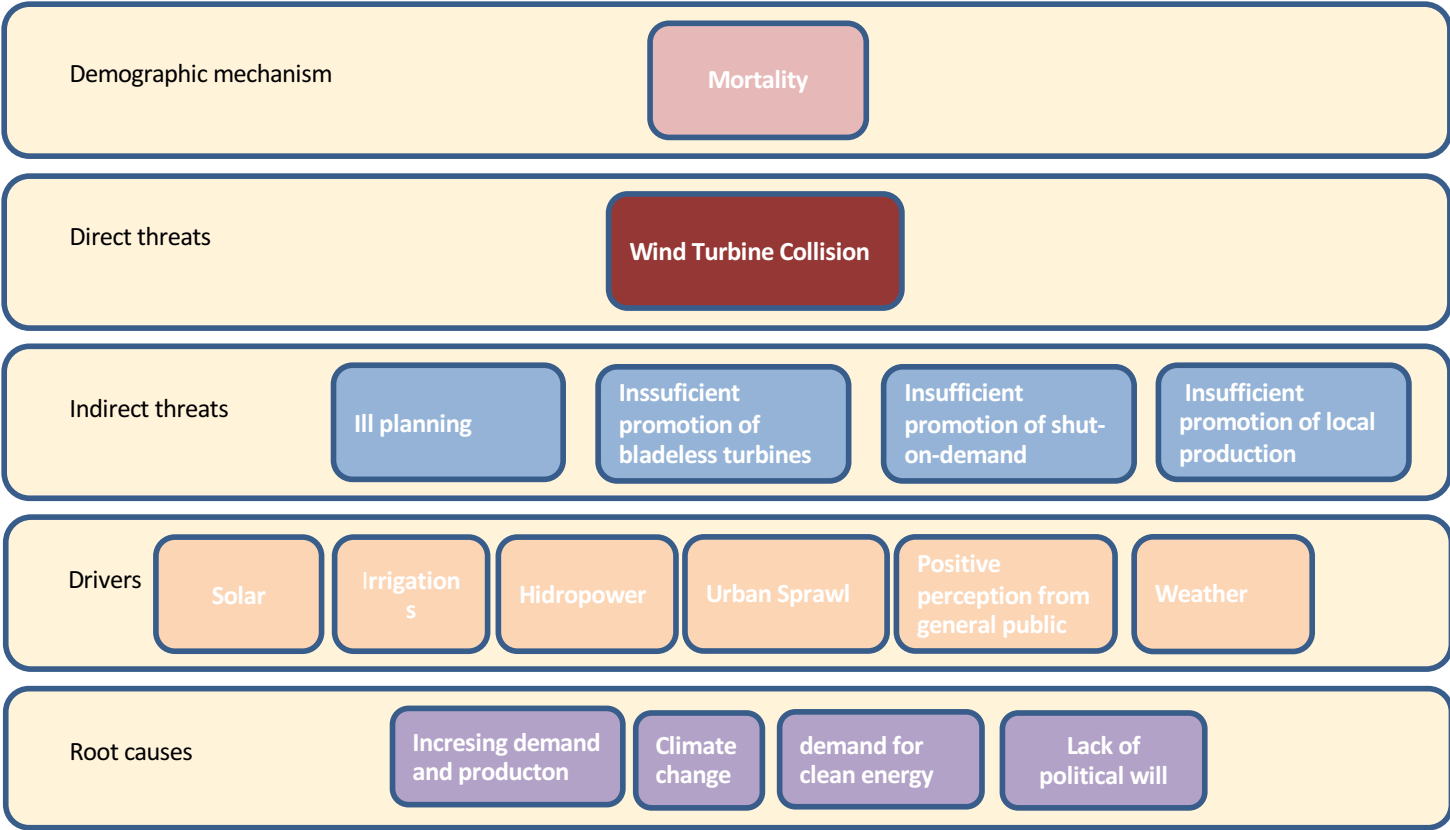 Demographic mechanism
Mortality
Direct threats
Wind Turbine Collision
Indirect threats
Ill planning
Inssuficient
promotion of
bladeless turbines
Insufficient
promotion of shut-
on-demand
Insufficient
promotion of local
production
Drivers
Solar
Irrigation
s
Hidropower
Urban Sprawl
Positive
perception from
general public
Weather
Root causes
Incresing demand
and producton
Climate
change
demand for
clean energy
Lack of
political will